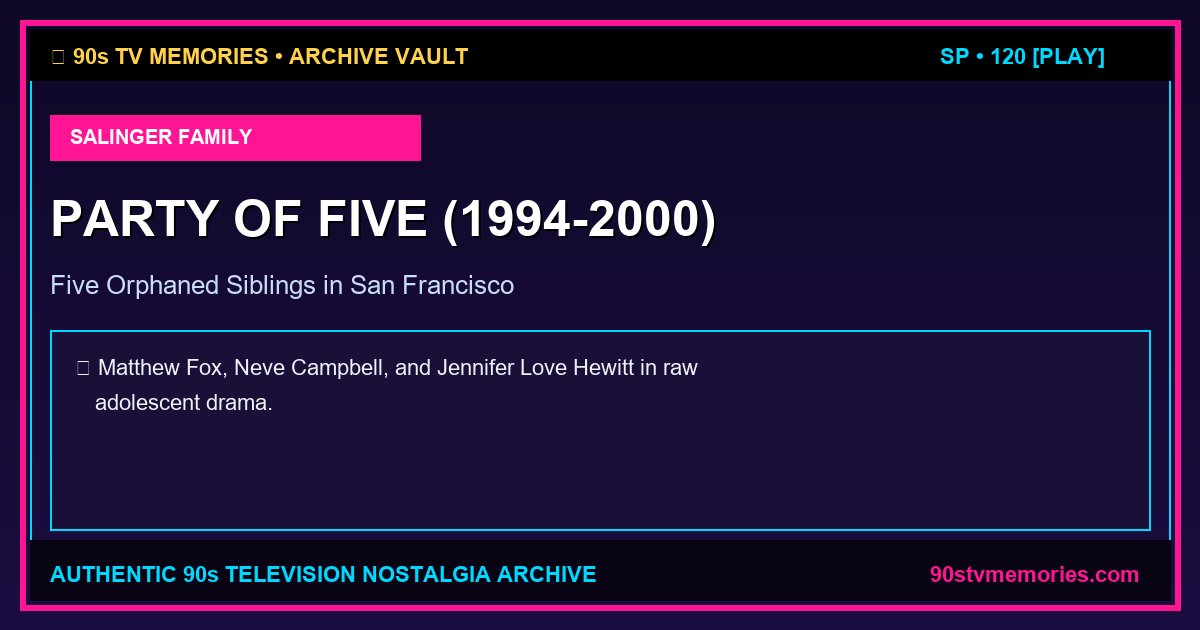 90s TV MEMORIES • ARCHIVE VAULT
SP • 120 [PLAY]
SALINGER FAMILY
PARTY OF FIVE (1994-2000)
Five Orphaned Siblings in San Francisco
Matthew Fox, Neve Campbell, and Jennifer Love Hewitt in raw
adolescent drama.
AUTHENTIC 90s TELEVISION NOSTALGIA ARCHIVE
90stvmemories.com